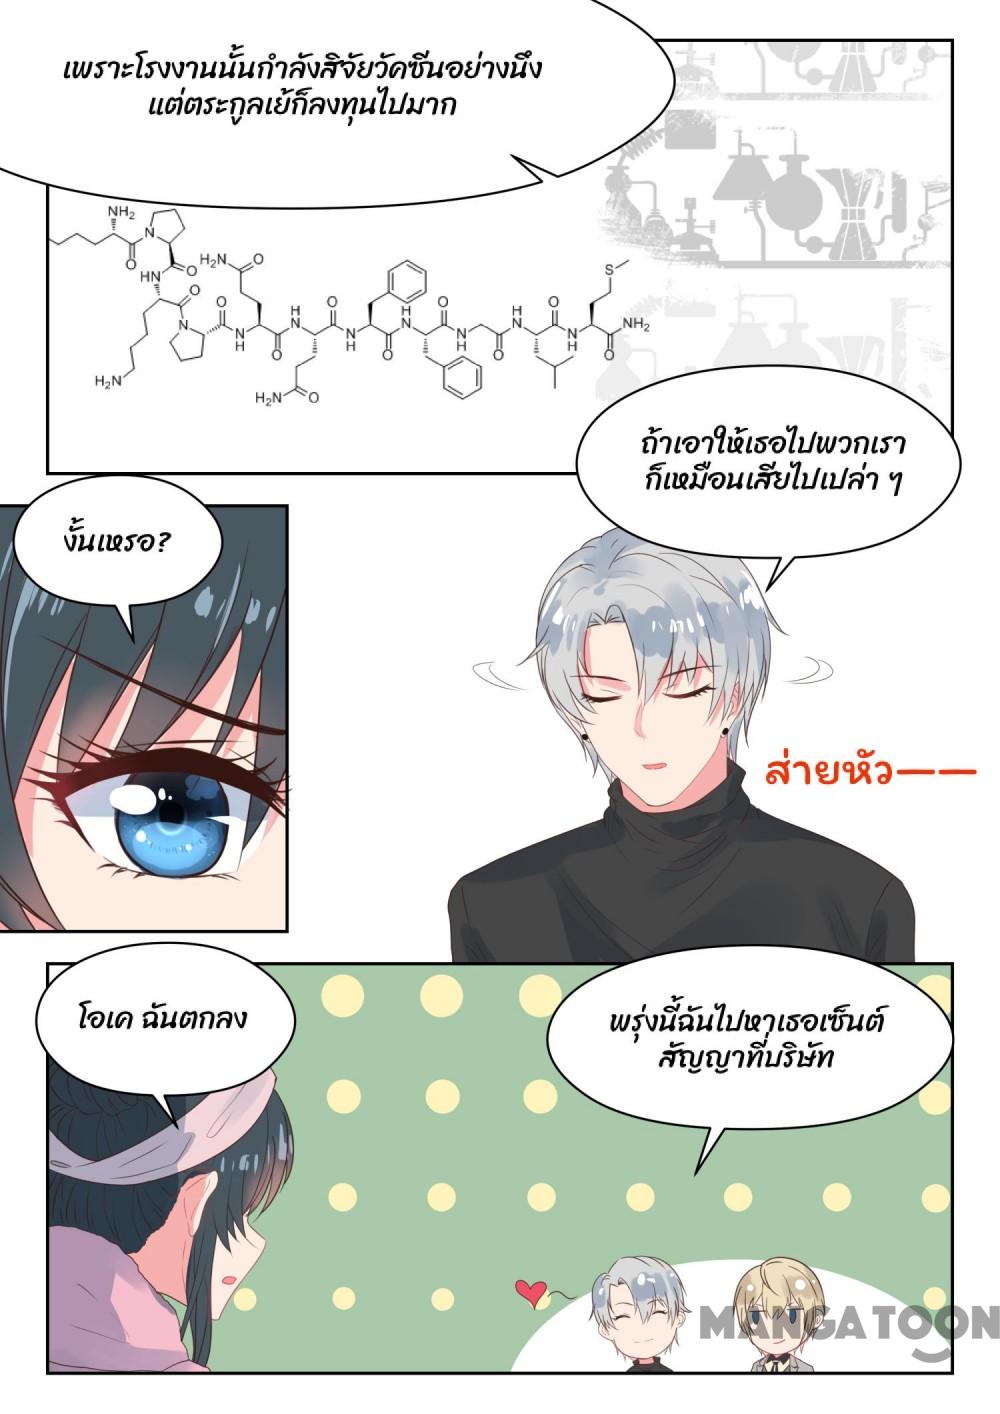 เพราะโรงงานนั้นกำลังสิจัยวัคซีนอย่างนึง
แต่ตระกูลเย้ก็ลงทุนไปมาก
NH₂
N
O
O
NH
O
N
H₂N
H₂N
O
O
N
H
O
H
N
H₂N
O
O
N
H
O
H
N
O
N
H
O
H
N
O
N
H
S
O
NH₂
ถ้าเอาให้เธอไปพวกเรา
ก็เหมือนเสียไปเปล่า ๆ
งั้นเหรอ?
ส่ายหัว——
โอเค ฉันตกลง
พรุ่งนี้ฉันไปหาเธอเซ็นต์
สัญญาที่บริษัท
MANGATOON